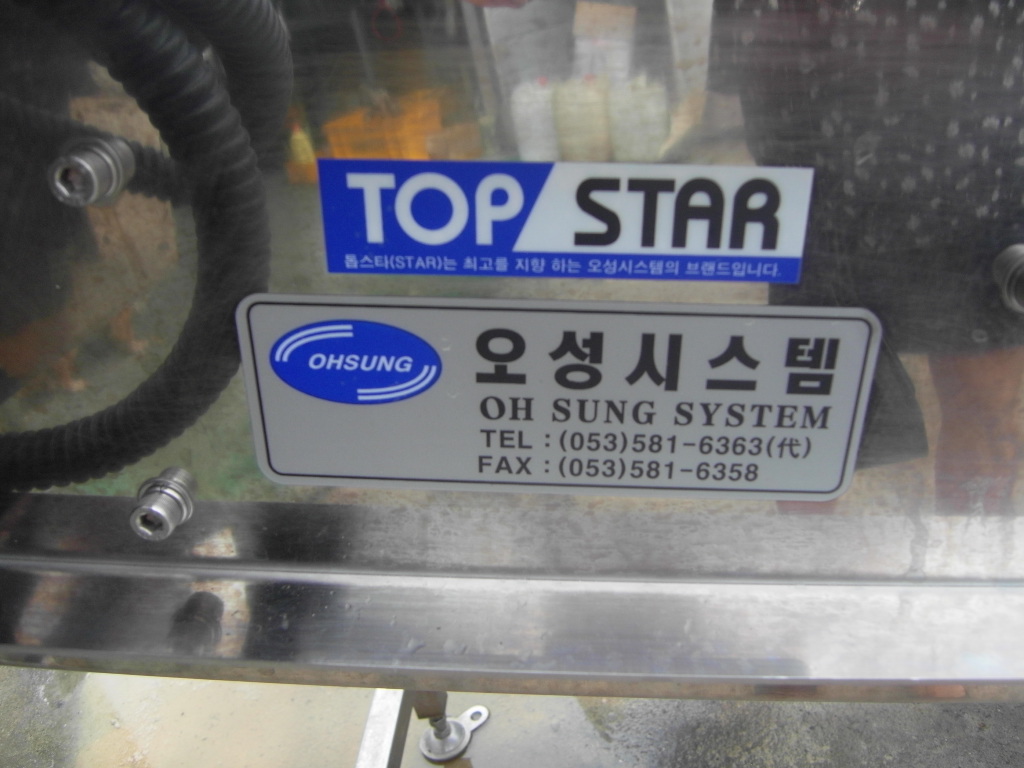 TOP STAR
톱스타(STAR)는 최고를 지향 하는 오성시스템의 브랜드입니다.
OHSUNG
오성시스템
OH SUNG SYSTEM
TEL : (053)581-6363(代)
FAX : (053)581-6358